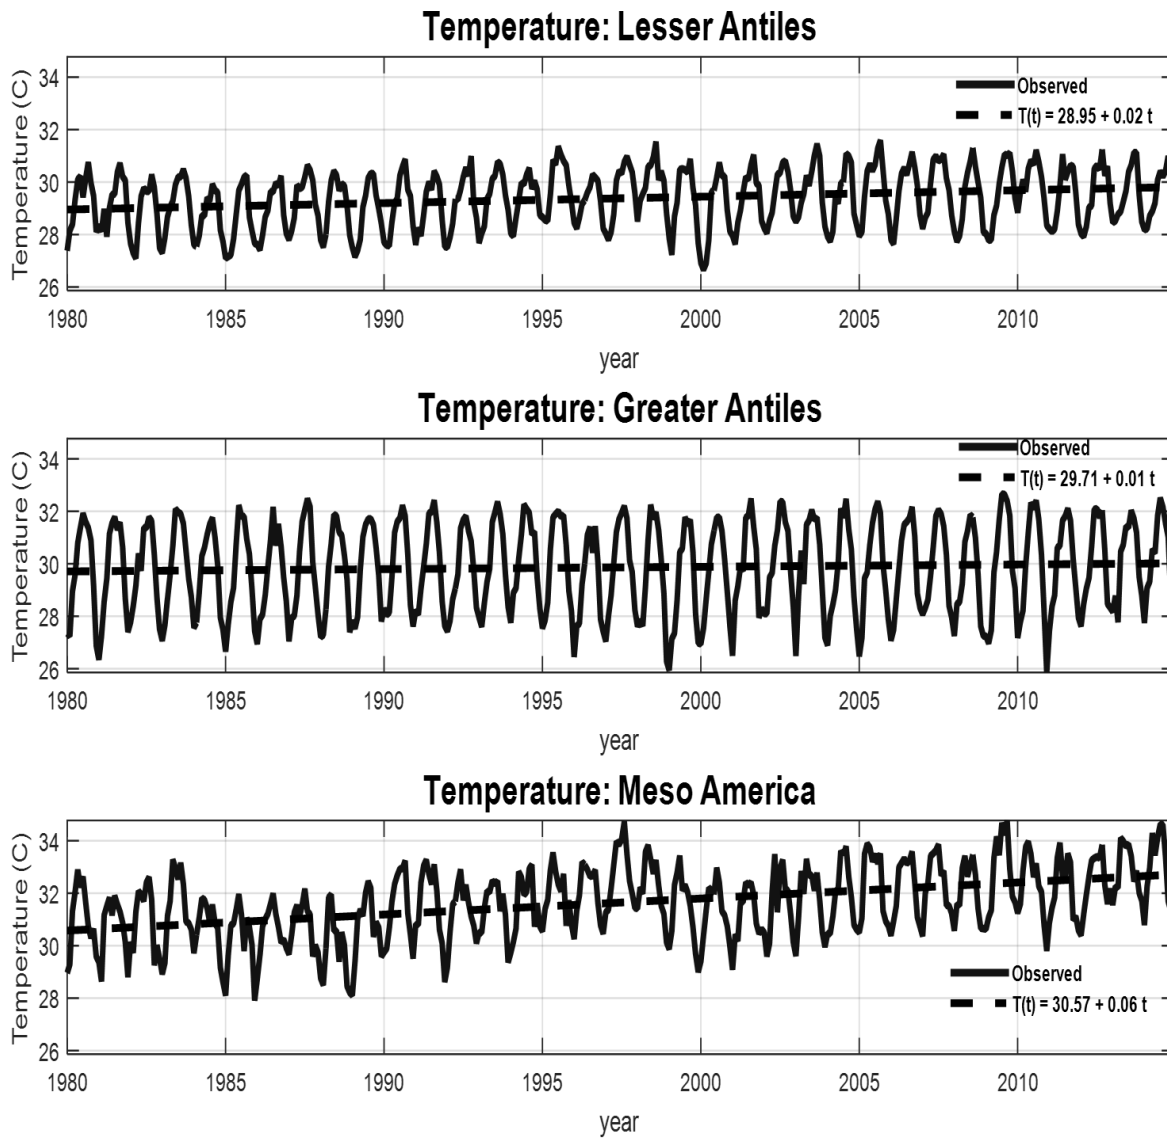 Temperature: Lesser Antiles
Temperature (C)
34
32
30
28
26
Observed
T(t) = 28.95 + 0.02 t
1980 1985 1990 1995 2000 2005 2010
year
Temperature: Greater Antiles
Temperature (C)
34
32
30
28
26
Observed
T(t) = 29.71 + 0.01 t
1980 1985 1990 1995 2000 2005 2010
year
Temperature: Meso America
Temperature (C)
34
32
30
28
26
Observed
T(t) = 30.57 + 0.06 t
1980 1985 1990 1995 2000 2005 2010
year